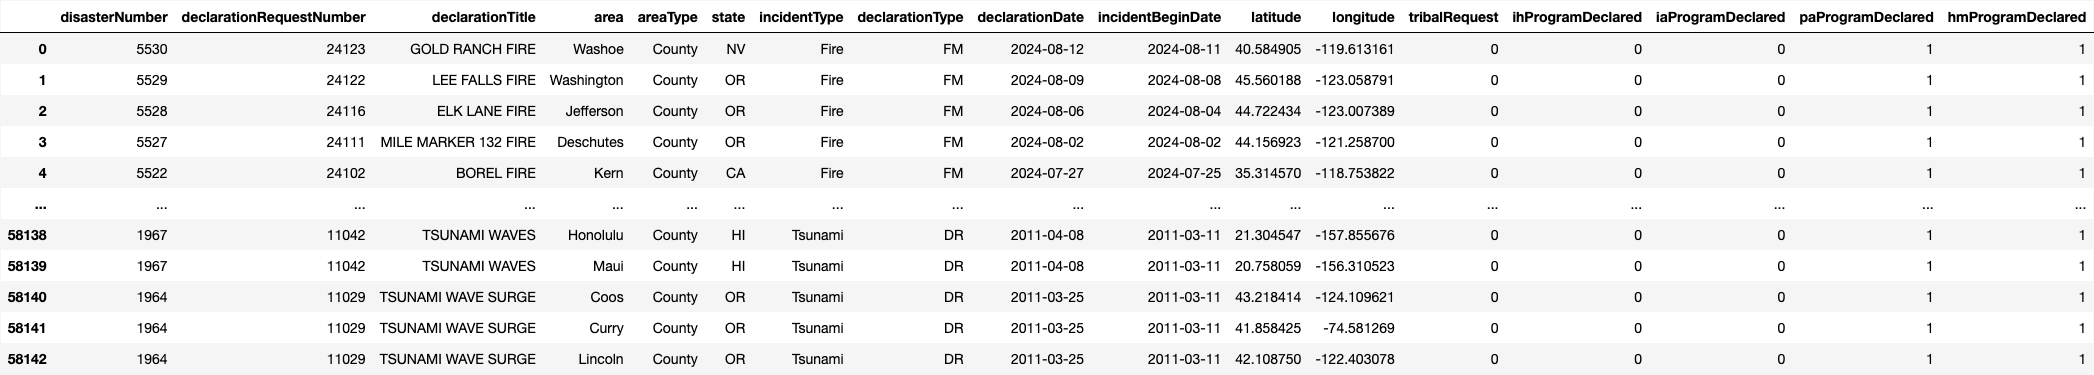 disasterNumber declarationRequestNumber declarationTitle area areaType state incidentType declarationType declarationDate incidentBeginDate latitude longitude tribalRequest ihProgramDeclared iaProgramDeclared paProgramDeclared hmProgramDeclared
0 5530 24123 GOLD RANCH FIRE Washoe County NV Fire FM 2024-08-12 2024-08-11 40.584905 -119.613161 0 0 0 1 1
1 5529 24122 LEE FALLS FIRE Washington County OR Fire FM 2024-08-09 2024-08-08 45.560188 -123.058791 0 0 0 1 1
2 5528 24116 ELK LANE FIRE Jefferson County OR Fire FM 2024-08-06 2024-08-04 44.722434 -123.007389 0 0 0 1 1
3 5527 24111 MILE MARKER 132 FIRE Deschutes County OR Fire FM 2024-08-02 2024-08-02 44.156923 -121.258700 0 0 0 1 1
4 5522 24102 BOREL FIRE Kern County CA Fire FM 2024-07-27 2024-07-25 35.314570 -118.753822 0 0 0 1 1
... ... ... ... ... ... ... ... ... ... ... ... ... ... ... ... ... ...
58138 1967 11042 TSUNAMI WAVES Honolulu County HI Tsunami DR 2011-04-08 2011-03-11 21.304547 -157.855676 0 0 0 1 1
58139 1967 11042 TSUNAMI WAVES Maui County HI Tsunami DR 2011-04-08 2011-03-11 20.758059 -156.310523 0 0 0 1 1
58140 1964 11029 TSUNAMI WAVE SURGE Coos County OR Tsunami DR 2011-03-25 2011-03-11 43.218414 -124.109621 0 0 0 1 1
58141 1964 11029 TSUNAMI WAVE SURGE Curry County OR Tsunami DR 2011-03-25 2011-03-11 41.858425 -74.581269 0 0 0 1 1
58142 1964 11029 TSUNAMI WAVE SURGE Lincoln County OR Tsunami DR 2011-03-25 2011-03-11 42.108750 -122.403078 0 0 0 1 1